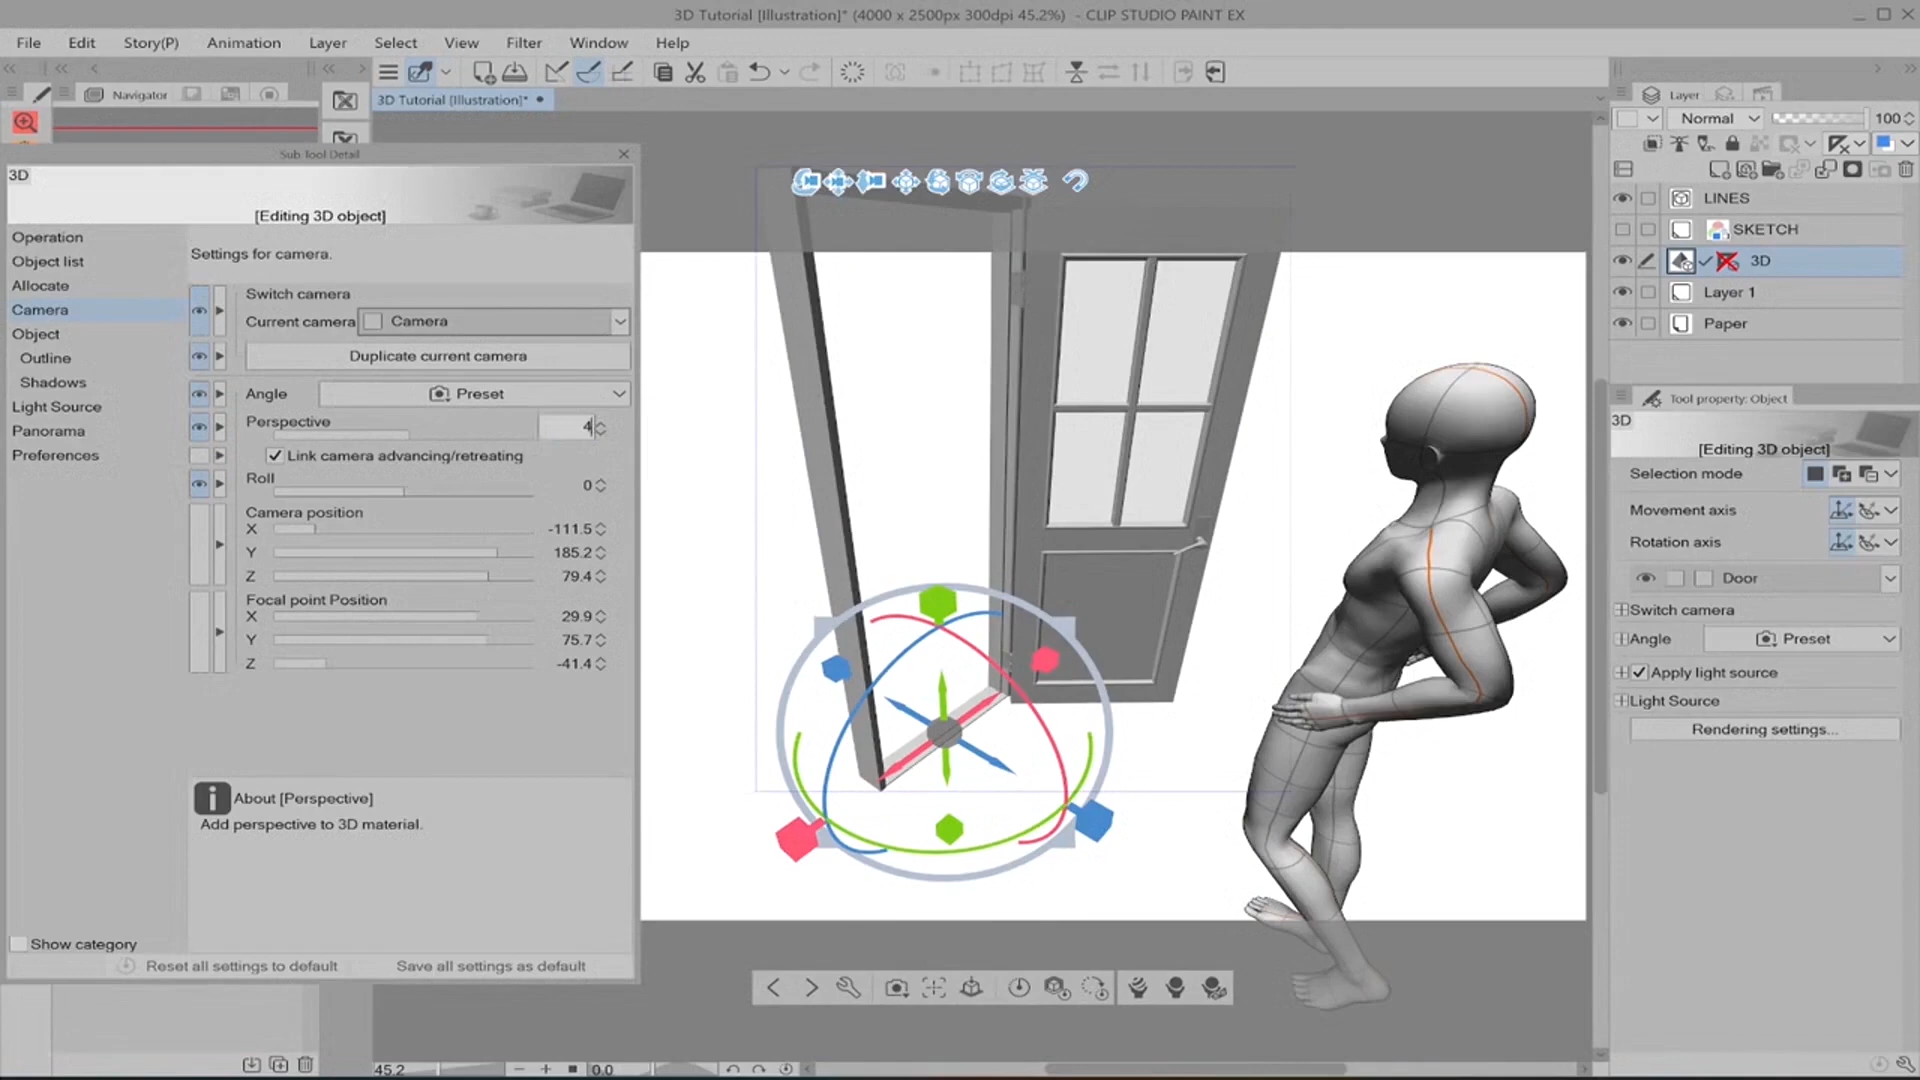 3D Tutorial [Illustration]* (4000 x 2500px 300dpi 45.2%) - CLIP STUDIO PAINT EX
File Edit Story(P) Animation Layer Select View Filter Window Help
Navigator
3D Tutorial [Illustration]*
Sub Tool Detail
3D
[Editing 3D object]
Operation
Object list
Allocate
Camera
Object
Outline
Shadows
Light Source
Panorama
Preferences
Settings for camera.
Switch camera
Current camera Camera
Duplicate current camera
Angle Preset
Perspective 4
Link camera advancing/retreating
Roll 0
Camera position
X -111.5
Y 185.2
Z 79.4
Focal point Position
X 29.9
Y 75.7
Z -41.4
About [Perspective]
Add perspective to 3D material.
Show category
Reset all settings to default Save all settings as default
45.2 0.0
Layer
Normal 100
LINES
SKETCH
3D
Layer 1
Paper
Tool property: Object
3D
[Editing 3D object]
Selection mode
Movement axis
Rotation axis
Door
Switch camera
Angle Preset
Apply light source
Light Source
Rendering settings...